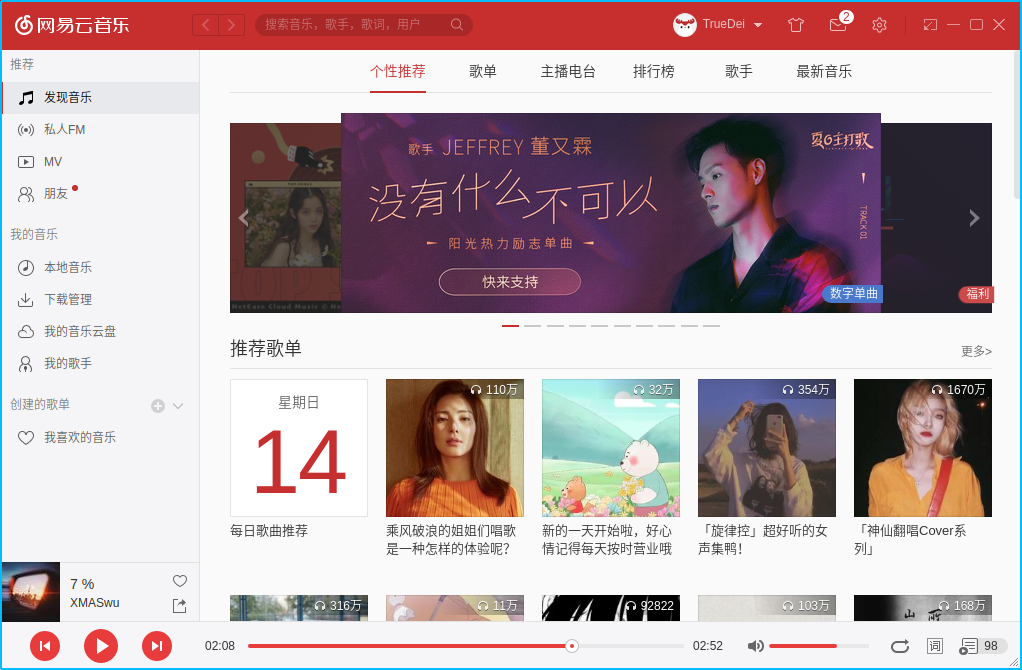 网易云音乐
搜索音乐，歌手，歌词，用户
TrueDei
2
推荐
发现音乐
私人FM
MV
朋友
我的音乐
本地音乐
下载管理
我的音乐云盘
我的歌手
创建的歌单
我喜欢的音乐
个性推荐 歌单 主播电台 排行榜 歌手 最新音乐
歌手 JEFFREY 董又霖
没有什么不可以
阳光热力励志单曲
快来支持
夏日主打歌
TRACK 01
数字单曲
福利
推荐歌单
更多>
星期日
14
每日歌曲推荐
110万
乘风破浪的姐姐们唱歌
是一种怎样的体验呢？
32万
新的一天开始啦，好心
情记得每天按时营业哦
354万
「旋律控」超好听的女
声集鸭！
1670万
「神仙翻唱Cover系
列」
316万
11万
92822
103万
168万
7 %
XMASwu
02:08
02:52
词
98